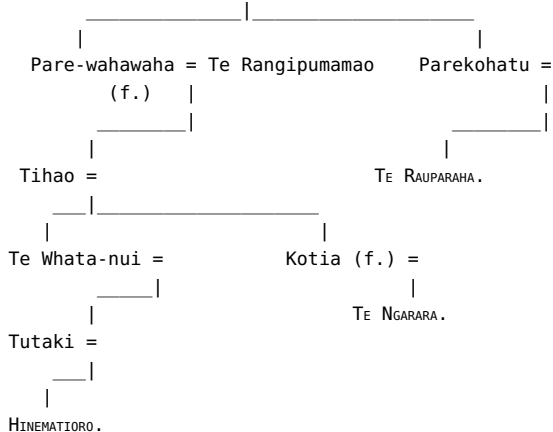 Pare-wahawaha = Te Rangipumamao Parekohatu =
(f.)
Tihao = Te Rauparaha.
Te Whata-nui = Kotia (f.) =
Te Ngarara.
Tutaki =
Hinematioro.